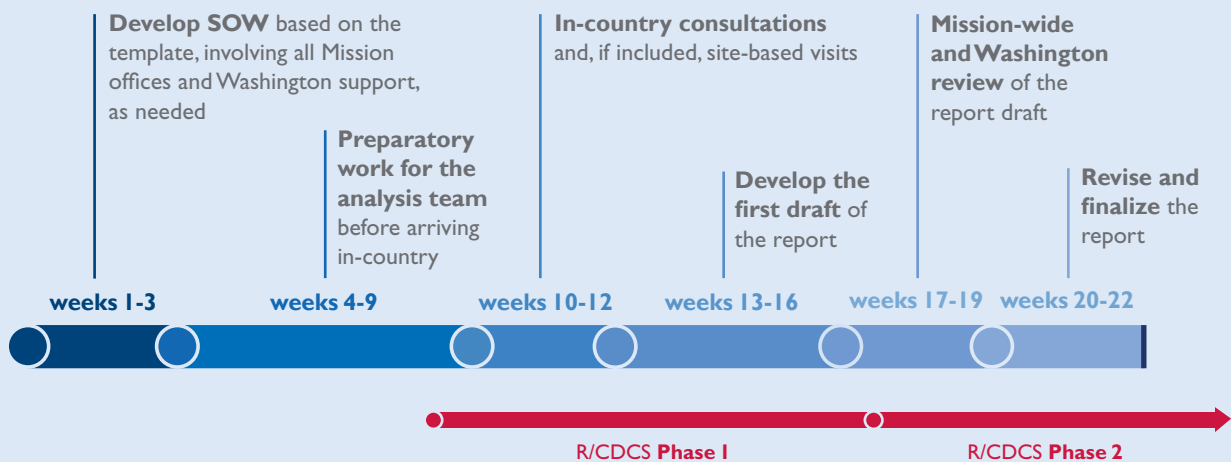 Develop SOW based on the
template, involving all Mission
offices and Washington support,
as needed
Preparatory
work for the
analysis team
before arriving
in-country
In-country consultations
and, if included, site-based visits
Develop the
first draft of
the report
Mission-wide
and Washington
review of the
report draft
Revise and
finalize the
report
weeks 1-3
weeks 4-9
weeks 10-12
weeks 13-16
weeks 17-19
weeks 20-22
R/CDCS Phase 1
R/CDCS Phase 2